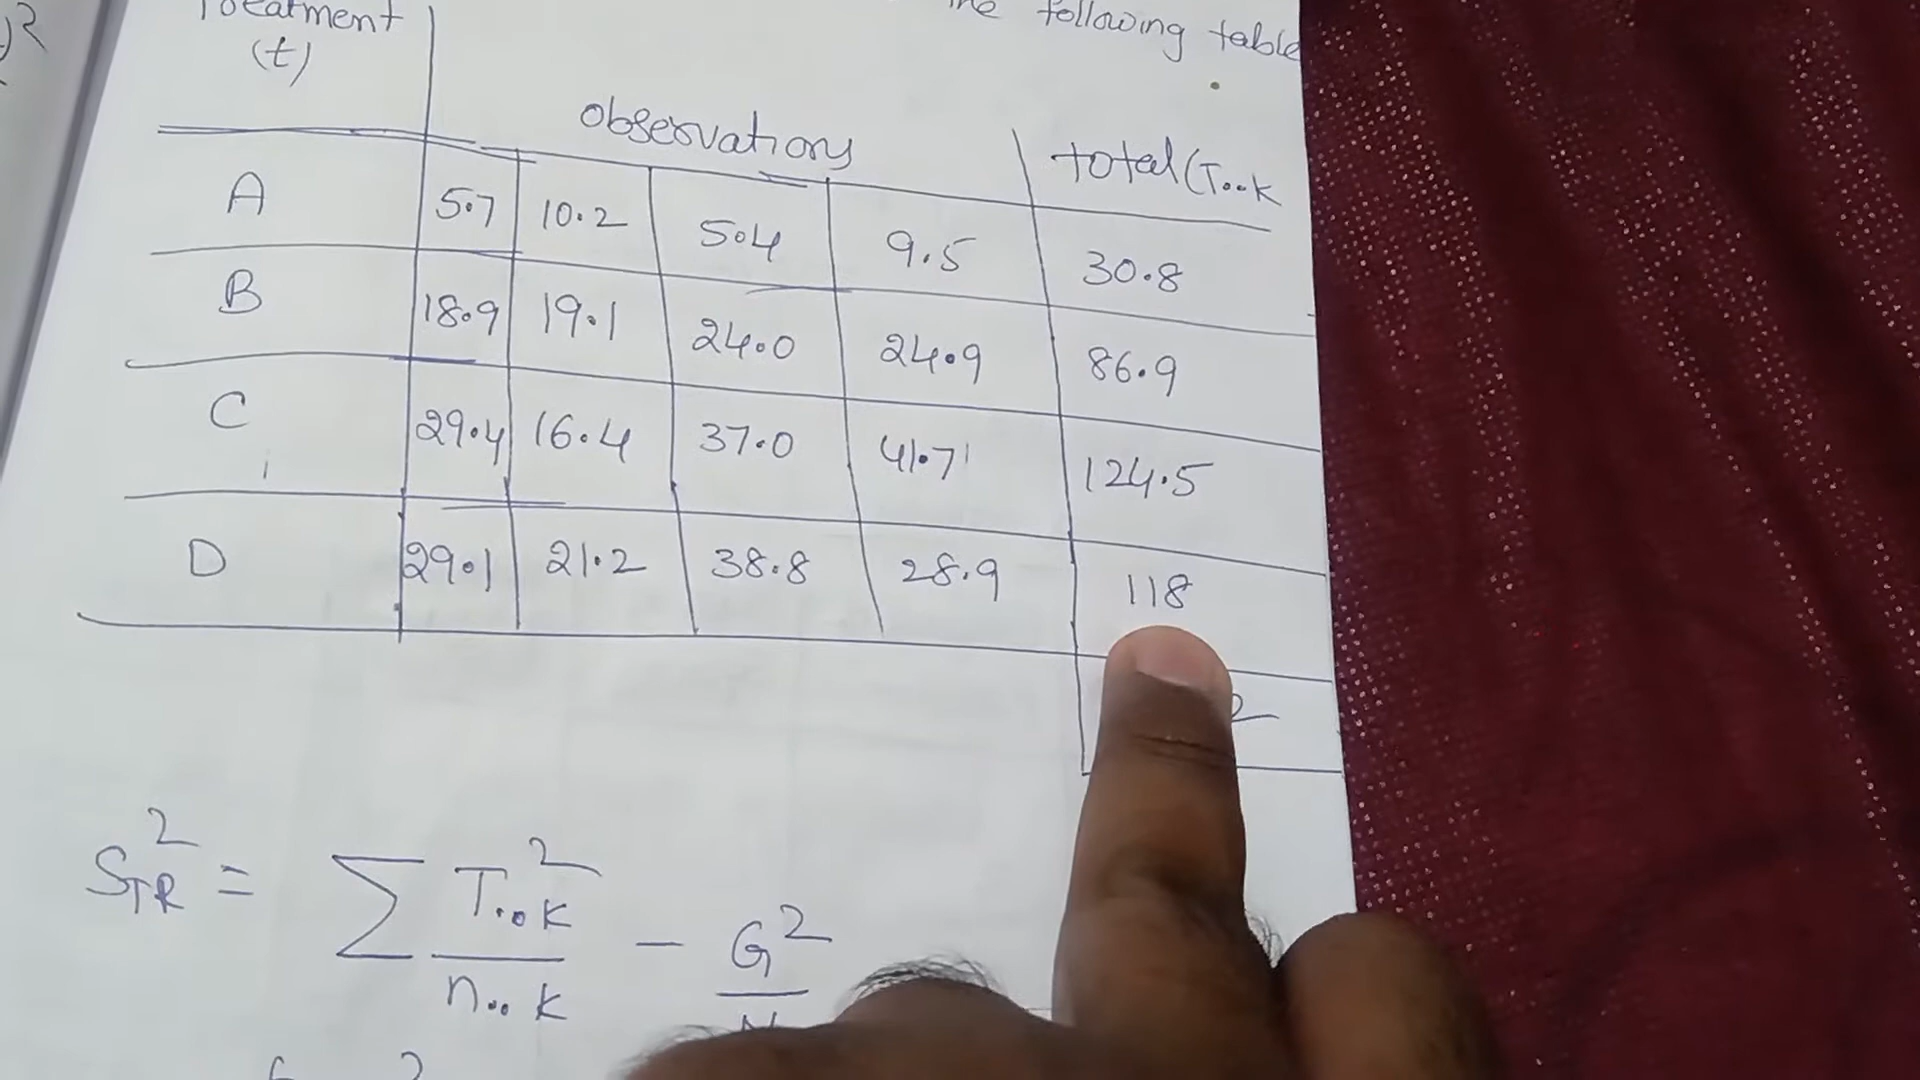 the following table
Treatment
(t)
observations
total (T..k
A 5.7 10.2 5.4 9.5 30.8
B 18.9 19.1 24.0 24.9 86.9
C 29.4 16.4 37.0 41.7 124.5
D 29.1 21.2 38.8 28.9 118
2
S²TR = Σ T..k² / n..k - G²